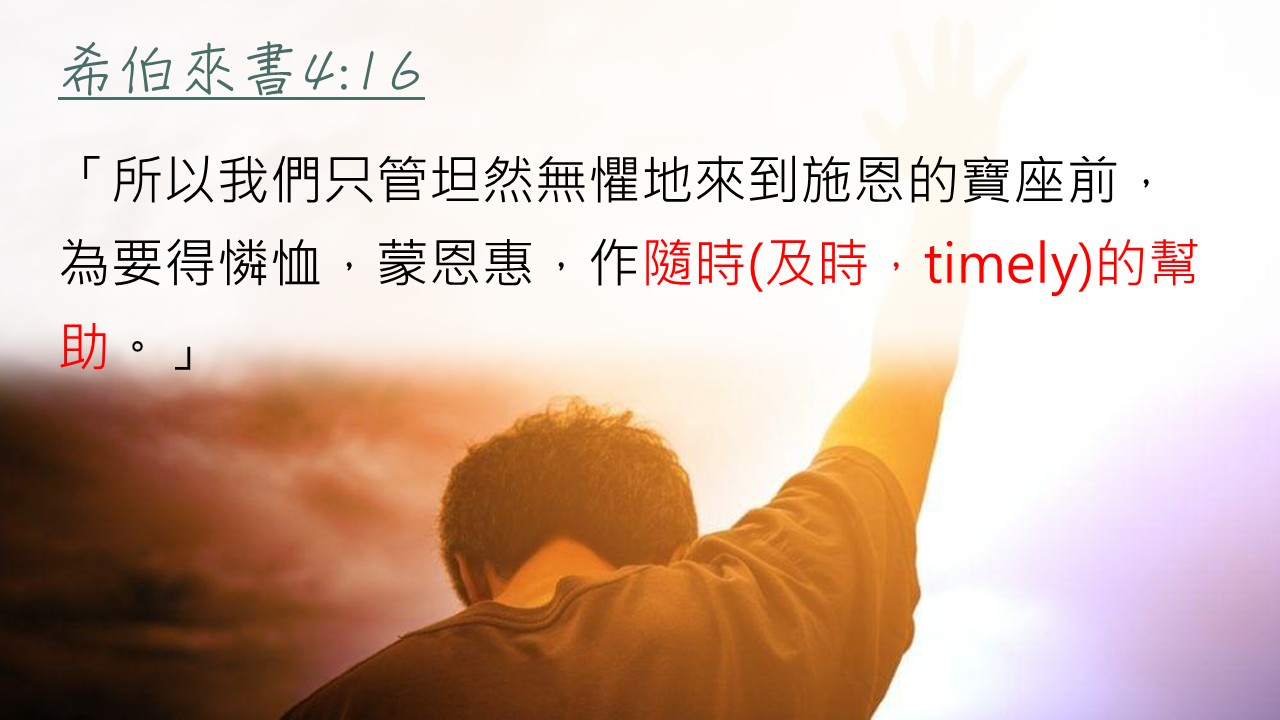 希伯來書4:16
「所以我們只管坦然無懼地來到施恩的寶座前，
為要得憐恤，蒙恩惠，作隨時(及時，timely)的幫
助。」